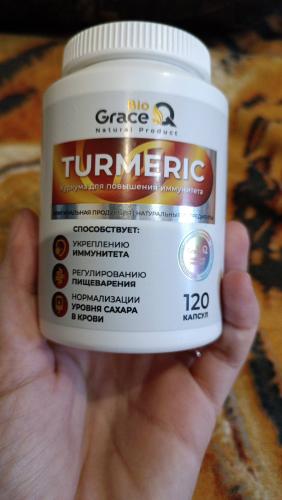 Bio
Grace Q
Natural Product
TURMERIC
Куркума для повышения иммунитета
НАТУРАЛЬНЫЕ
СПОСОБСТВУЕТ:
УКРЕПЛЕНИЮ
ИММУНИТЕТА
РЕГУЛИРОВАНИЮ
ПИЩЕВАРЕНИЯ
НОРМАЛИЗАЦИИ
УРОВНЯ САХАРА
В КРОВИ
120
КАПСУЛ